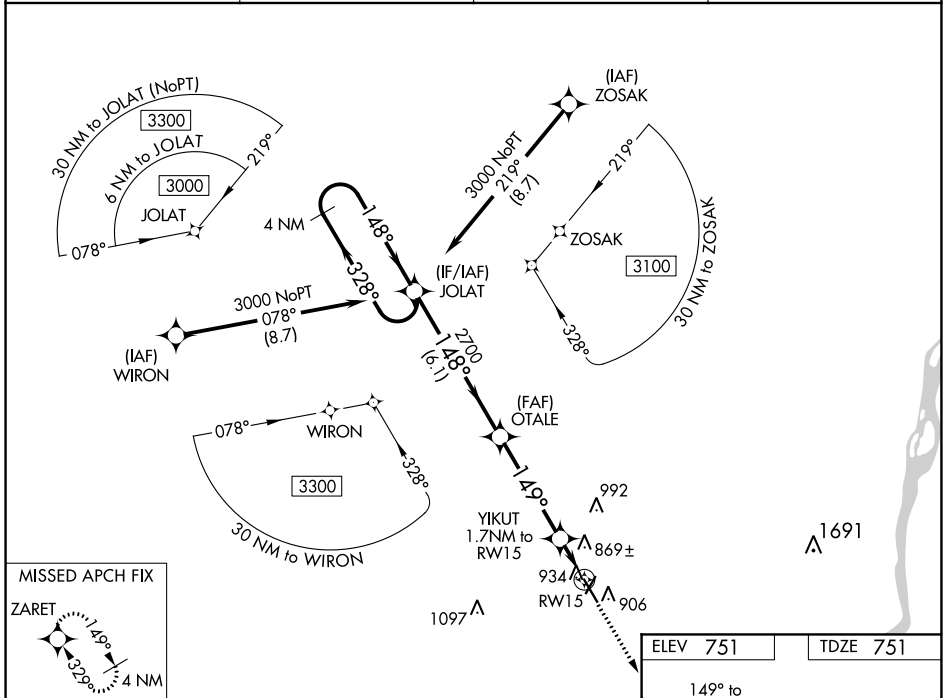 (IAF)
ZOSAK
30 NM to JOLAT (NoPT)
3300
6 NM to JOLAT
3000
219°
JOLAT
078°
3000 NoPT
219°
(8.7)
219°
ZOSAK
3100
30 NM to ZOSAK
328°
4 NM
148°
328°
(IF/IAF)
JOLAT
3000 NoPT
078°
(8.7)
(IAF)
WIRON
2700
148°
(6.1)
(FAF)
OTALE
078°
WIRON
328°
3300
30 NM to WIRON
149°
992
YIKUT
1.7NM to
RW15
869±
1691
934
RW15
906
1097
MISSED APCH FIX
ZARET
149°
329°
4 NM
ELEV 751
TDZE 751
149° to